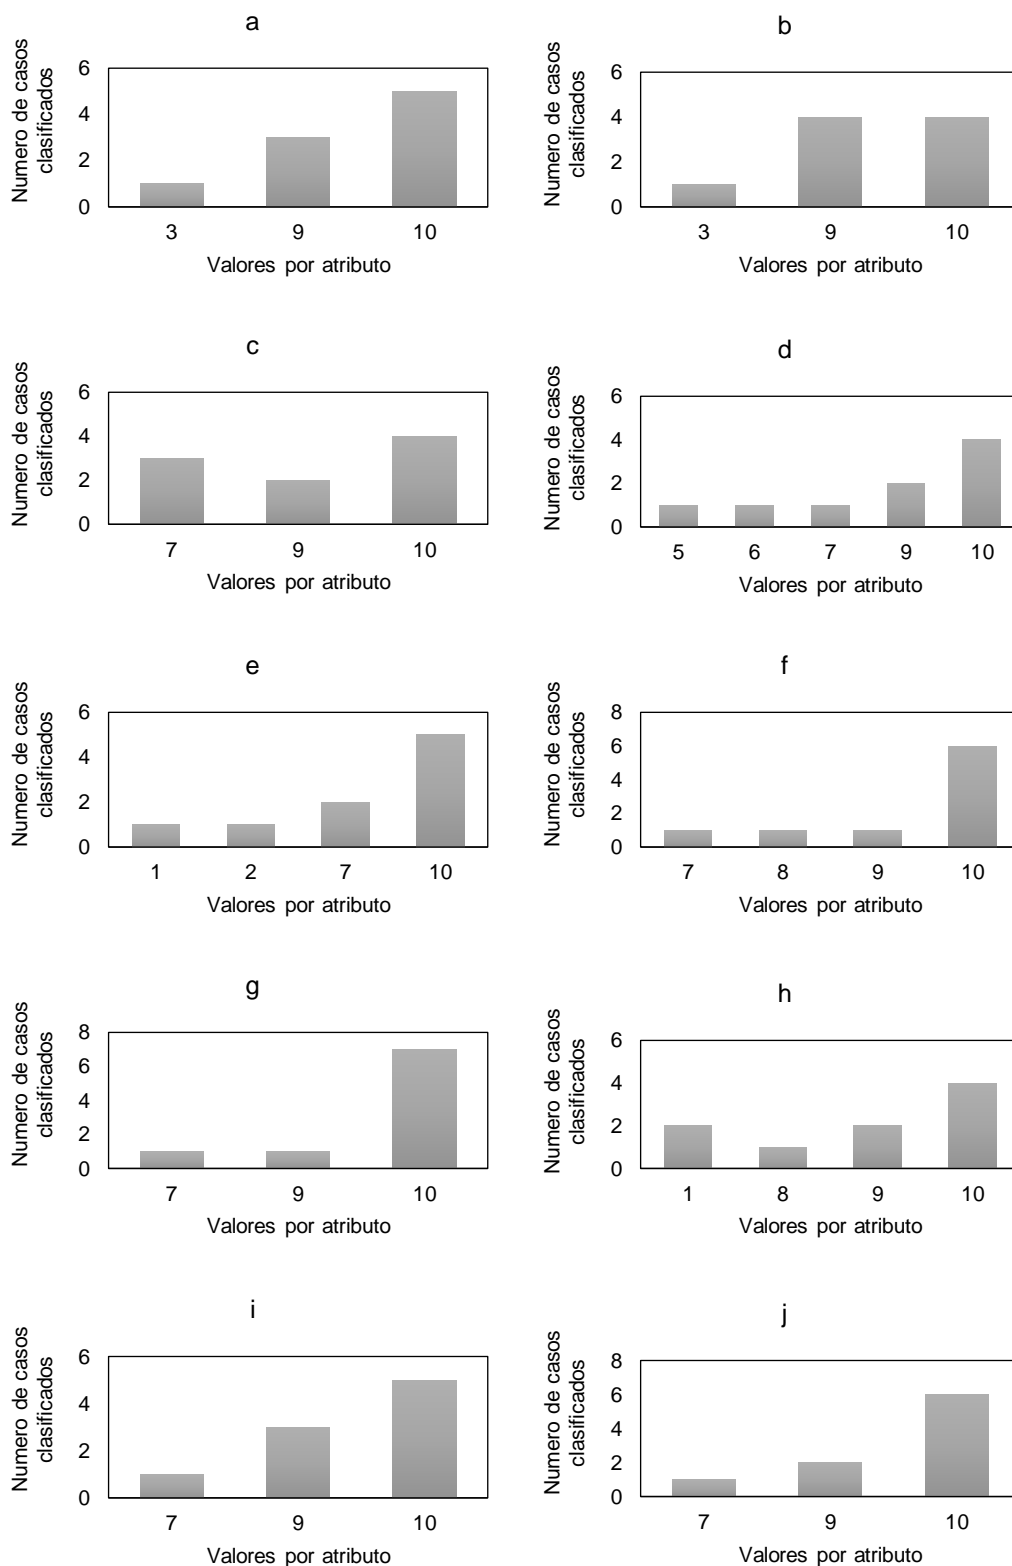 a
Numero de casos
clasificados
6
4
2
0
3 9 10
Valores por atributo
b
Numero de casos
clasificados
6
4
2
0
3 9 10
Valores por atributo
c
Numero de casos
clasificados
6
4
2
0
7 9 10
Valores por atributo
d
Numero de casos
clasificados
6
4
2
0
5 6 7 9 10
Valores por atributo
e
Numero de casos
clasificados
6
4
2
0
1 2 7 10
Valores por atributo
f
Numero de casos
clasificados
8
6
4
2
0
7 8 9 10
Valores por atributo
g
Numero de casos
clasificados
8
6
4
2
0
7 9 10
Valores por atributo
h
Numero de casos
clasificados
6
4
2
0
1 8 9 10
Valores por atributo
i
Numero de casos
clasificados
6
4
2
0
7 9 10
Valores por atributo
j
Numero de casos
clasificados
8
6
4
2
0
7 9 10
Valores por atributo